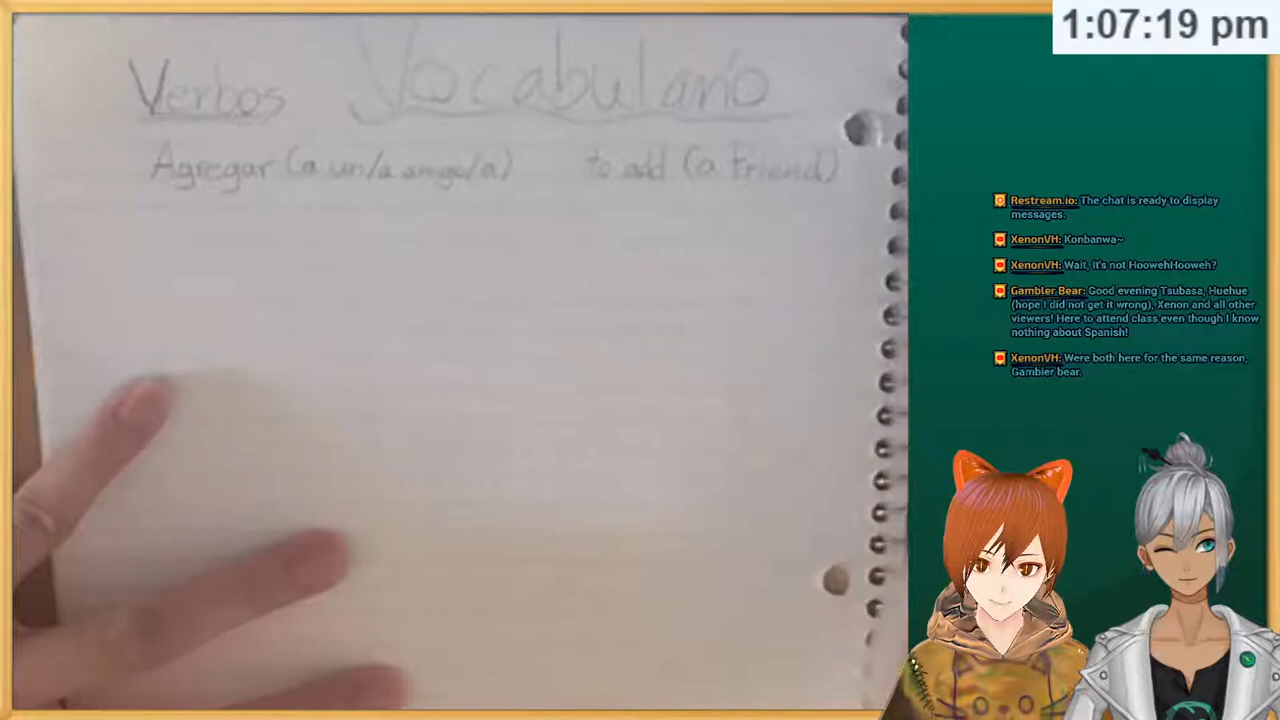 1:07:19 pm
Verbos Vocabulario
Agregar (a un/a amigo/a) to add (a friend)
Restream.io: The chat is ready to display
messages.
XenonVH: Konbanwa~
XenonVH: Wait, it's not HoowehHooweh?
Gambler Bear: Good evening Tsubasa, Huehue
(hope I did not get it wrong), Xenon and all other
viewers! Here to attend class even though I know
nothing about Spanish!
XenonVH: Were both here for the same reason,
Gambler bear.